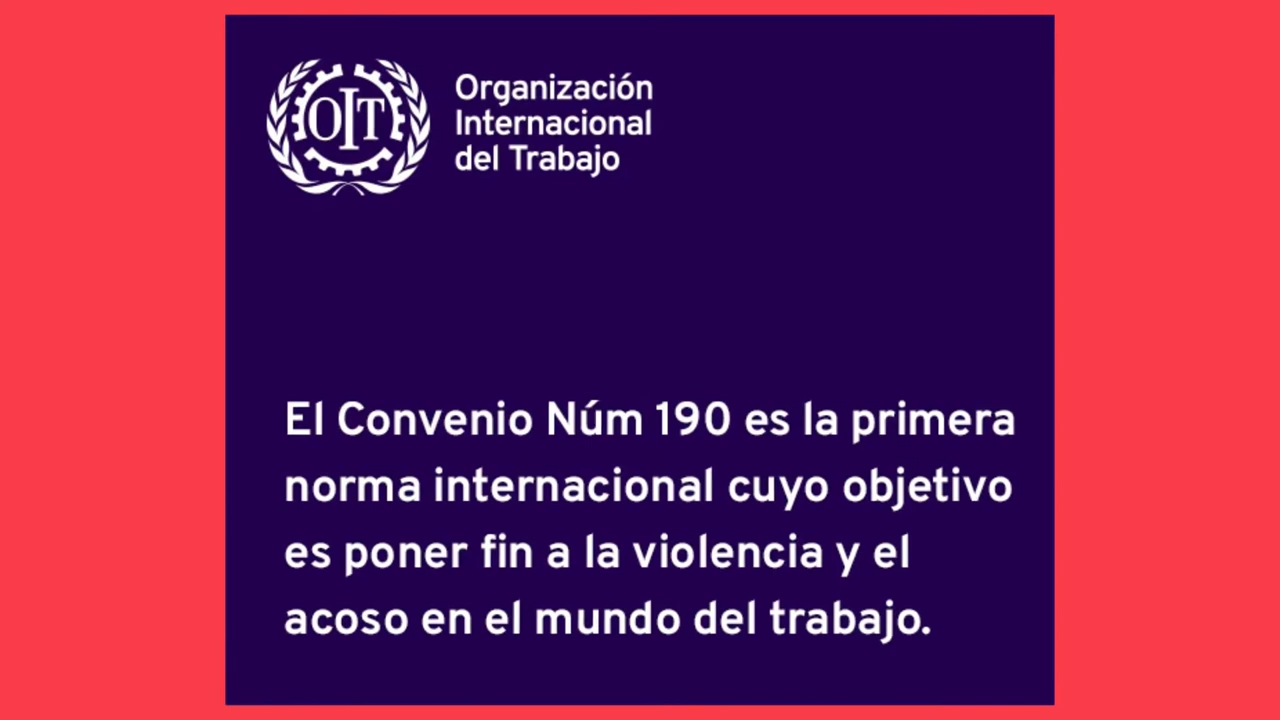 OIT
Organización
Internacional
del Trabajo
El Convenio Núm 190 es la primera
norma internacional cuyo objetivo
es poner fin a la violencia y el
acoso en el mundo del trabajo.